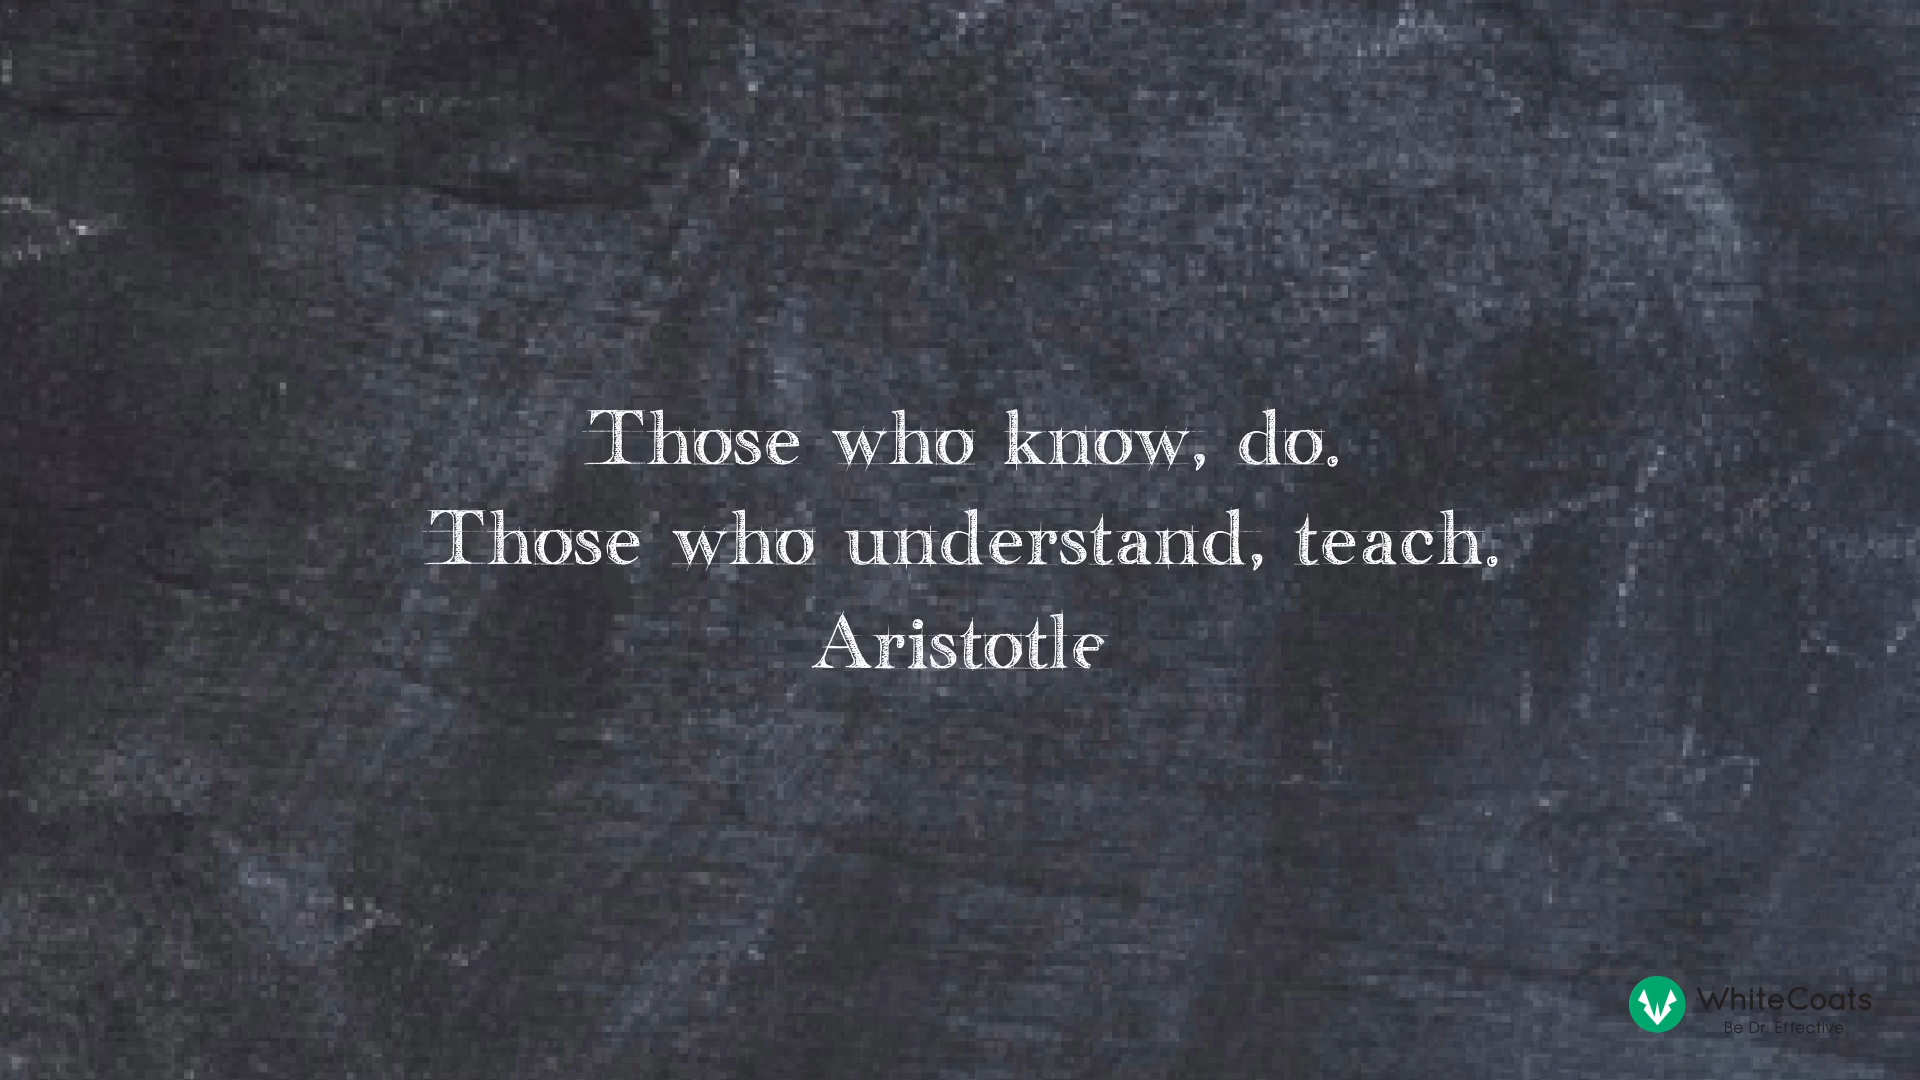 Those who know, do.
Those who understand, teach.
Aristotle
WhiteCoats
Be Dr. Effective